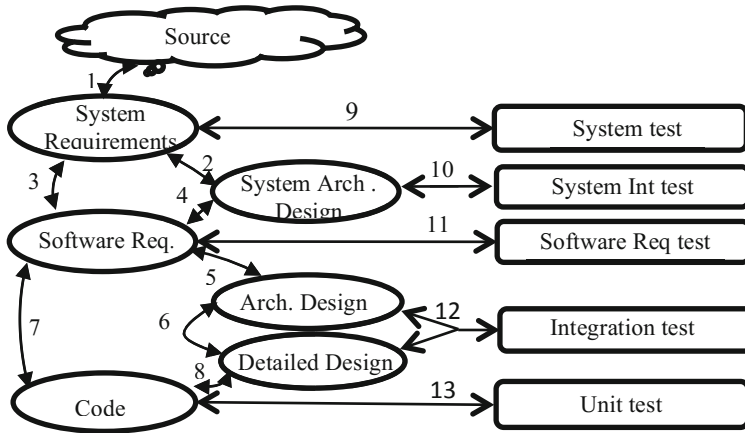 Source
1
System
Requirements
9
System test
2
3
4
System Arch .
Design
10
System Int test
Software Req.
11
Software Req test
5
Arch. Design
6
7
12
Integration test
Detailed Design
8
Code
13
Unit test